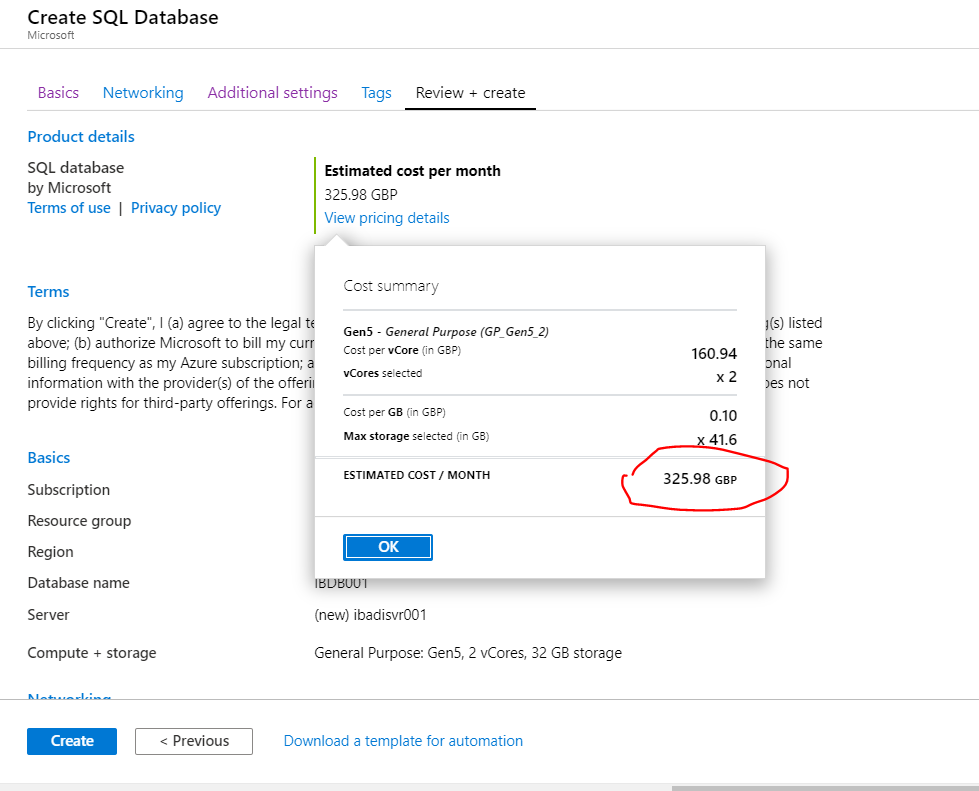 Create SQL Database
Microsoft
Basics Networking Additional settings Tags Review + create
Product details
SQL database
by Microsoft
Terms of use | Privacy policy
Estimated cost per month
325.98 GBP
View pricing details
Terms
By clicking "Create", I (a) agree to the legal te
g(s) listed
above; (b) authorize Microsoft to bill my curr
the same
billing frequency as my Azure subscription; a
onal
information with the provider(s) of the offeri
oes not
provide rights for third-party offerings. For a
Cost summary
Gen5 - General Purpose (GP_Gen5_2)
Cost per vCore (in GBP) 160.94
vCores selected x 2
Cost per GB (in GBP) 0.10
Max storage selected (in GB) x 41.6
ESTIMATED COST / MONTH 325.98 GBP
OK
Basics
Subscription
Resource group
Region
Database name IBDB001
Server (new) ibadisvr001
Compute + storage General Purpose: Gen5, 2 vCores, 32 GB storage
Networking
Create < Previous Download a template for automation